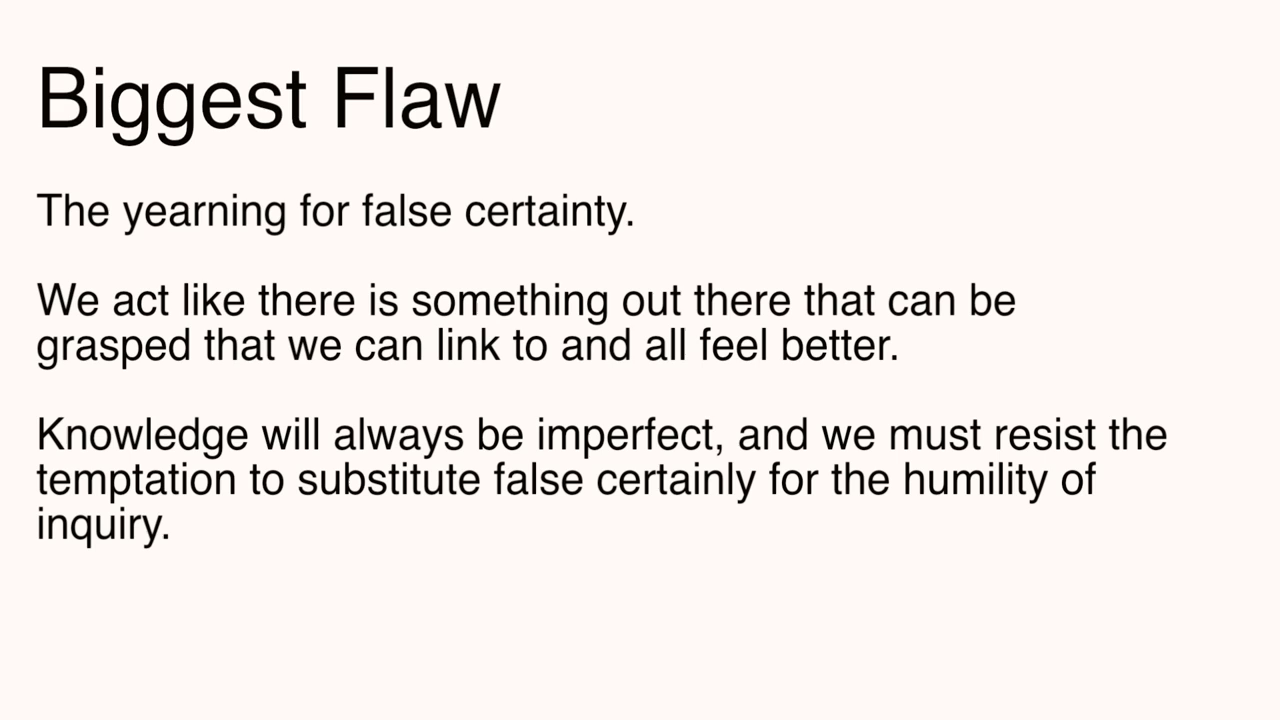 Biggest Flaw
The yearning for false certainty.
We act like there is something out there that can be
grasped that we can link to and all feel better.
Knowledge will always be imperfect, and we must resist the
temptation to substitute false certainly for the humility of
inquiry.